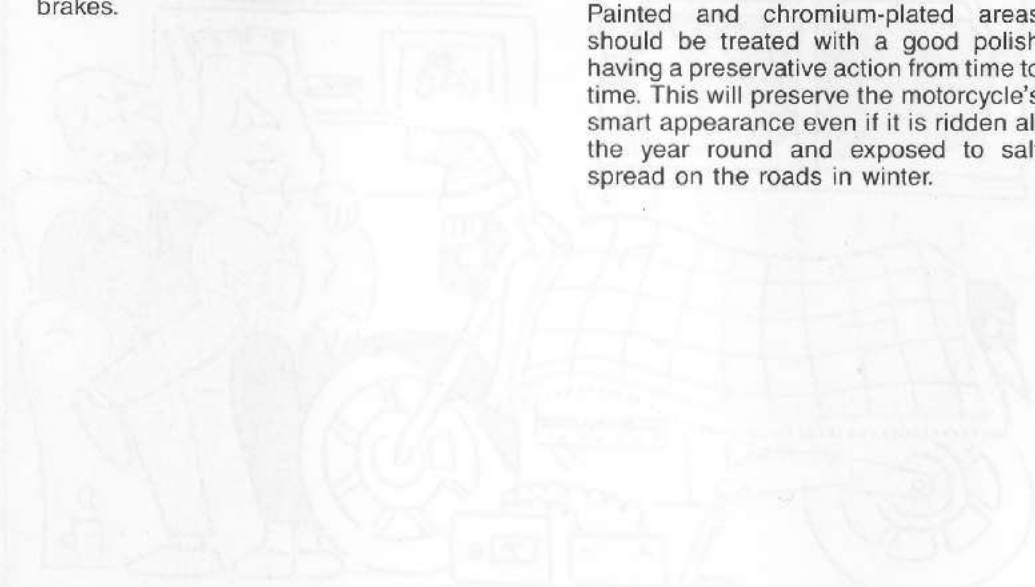 brakes.
Painted and chromium-plated areas
should be treated with a good polish
having a preservative action from time to
time. This will preserve the motorcycle's
smart appearance even if it is ridden all
the year round and exposed to salt
spread on the roads in winter.